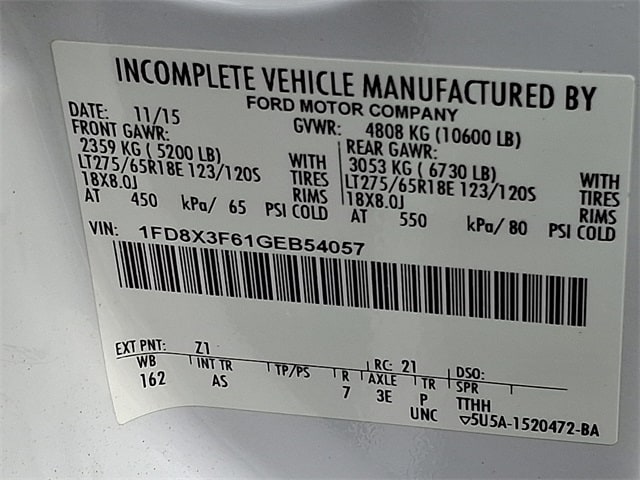 INCOMPLETE VEHICLE MANUFACTURED BY
FORD MOTOR COMPANY
DATE: 11/15 GVWR: 4808 KG (10600 LB)
FRONT GAWR: REAR GAWR:
2359 KG ( 5200 LB) WITH 3053 KG ( 6730 LB) WITH
LT275/65R18E 123/120S TIRES LT275/65R18E 123/120S TIRES
18X8.0J RIMS 18X8.0J RIMS
AT 450 kPa/ 65 PSI COLD AT 550 kPa/ 80 PSI COLD
VIN: 1FD8X3F61GEB54057
EXT PNT: Z1 RC: 21 DSO:
WB INT TR TP/PS R AXLE TR SPR
162 AS 7 3E P TTHH
UNC ▽5U5A-1520472-BA